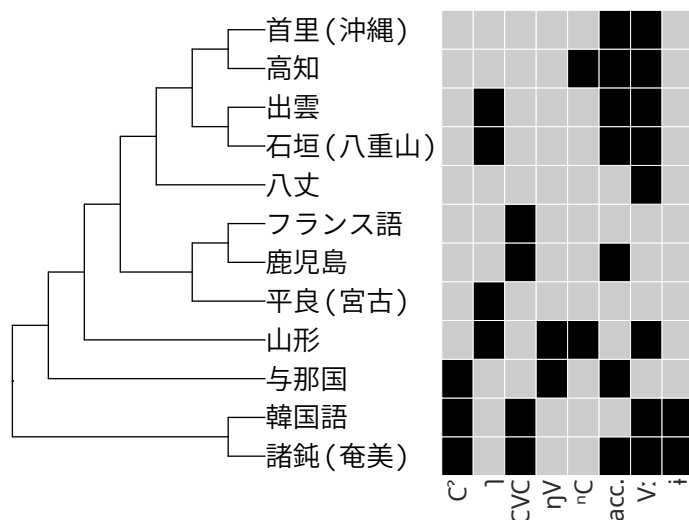 首里(沖縄)
高知
出雲
石垣(八重山)
八丈
フランス語
鹿児島
平良(宮古)
山形
与那国
韓国語
諸鈍(奄美)
Cˀ
˥
CVC
ŋV
ⁿC
acc.
Vː
ɨ